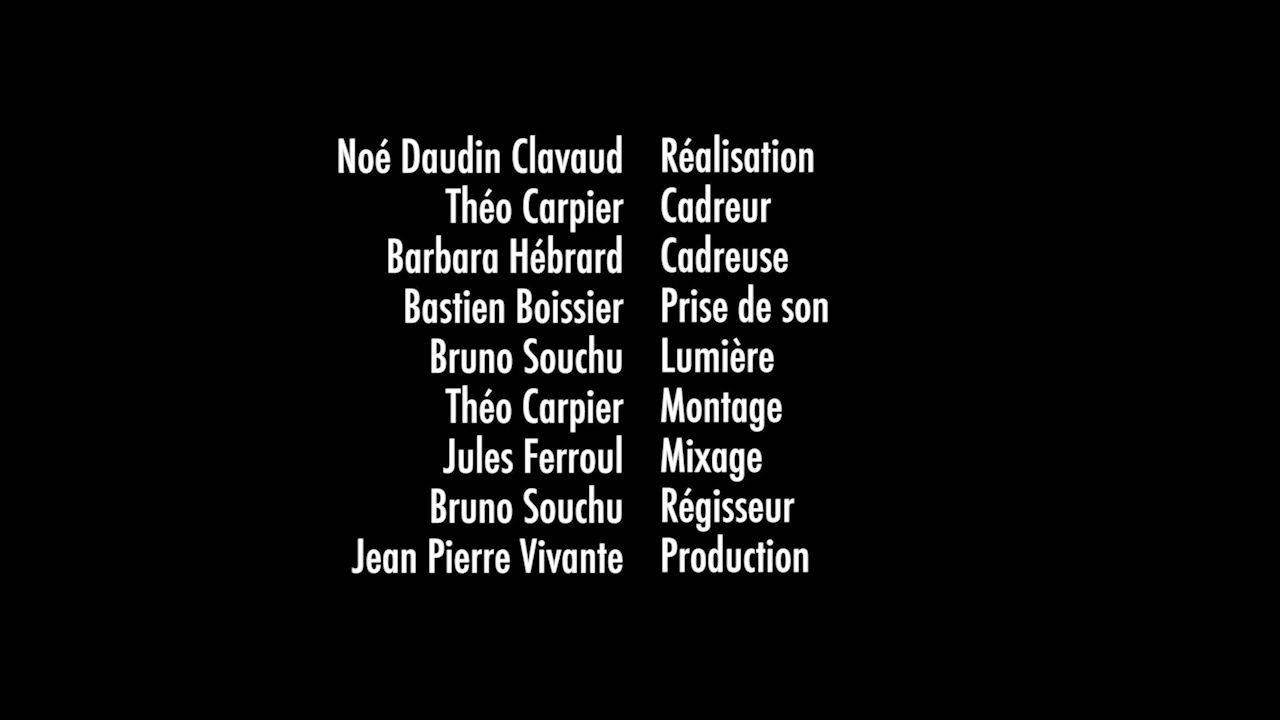 Noé Daudin Clavaud Réalisation
Théo Carpier Cadreur
Barbara Hébrard Cadreuse
Bastien Boissier Prise de son
Bruno Souchu Lumière
Théo Carpier Montage
Jules Ferroul Mixage
Bruno Souchu Régisseur
Jean Pierre Vivante Production